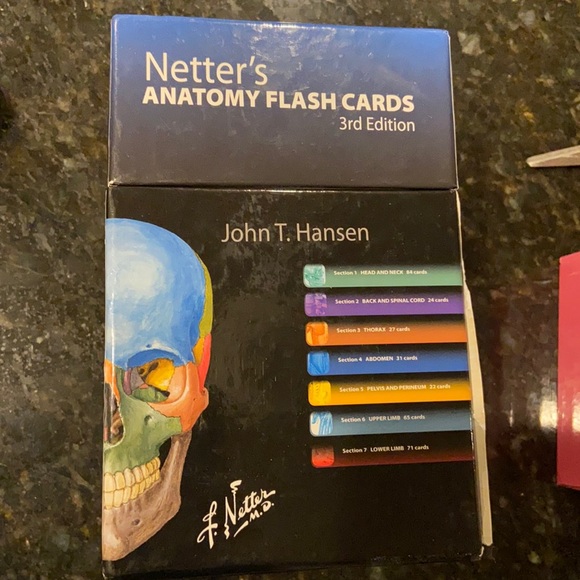 Netter's
ANATOMY FLASH CARDS
3rd Edition
John T. Hansen
Section 1 HEAD AND NECK 84 cards
Section 2 BACK AND SPINAL CORD 24 cards
Section 3 THORAX 27 cards
Section 4 ABDOMEN 31 cards
Section 5 PELVIS AND PERINEUM 32 cards
Section 6 UPPER LIMB 65 cards
Section 7 LOWER LIMB 71 cards
F. Netter
M.D.